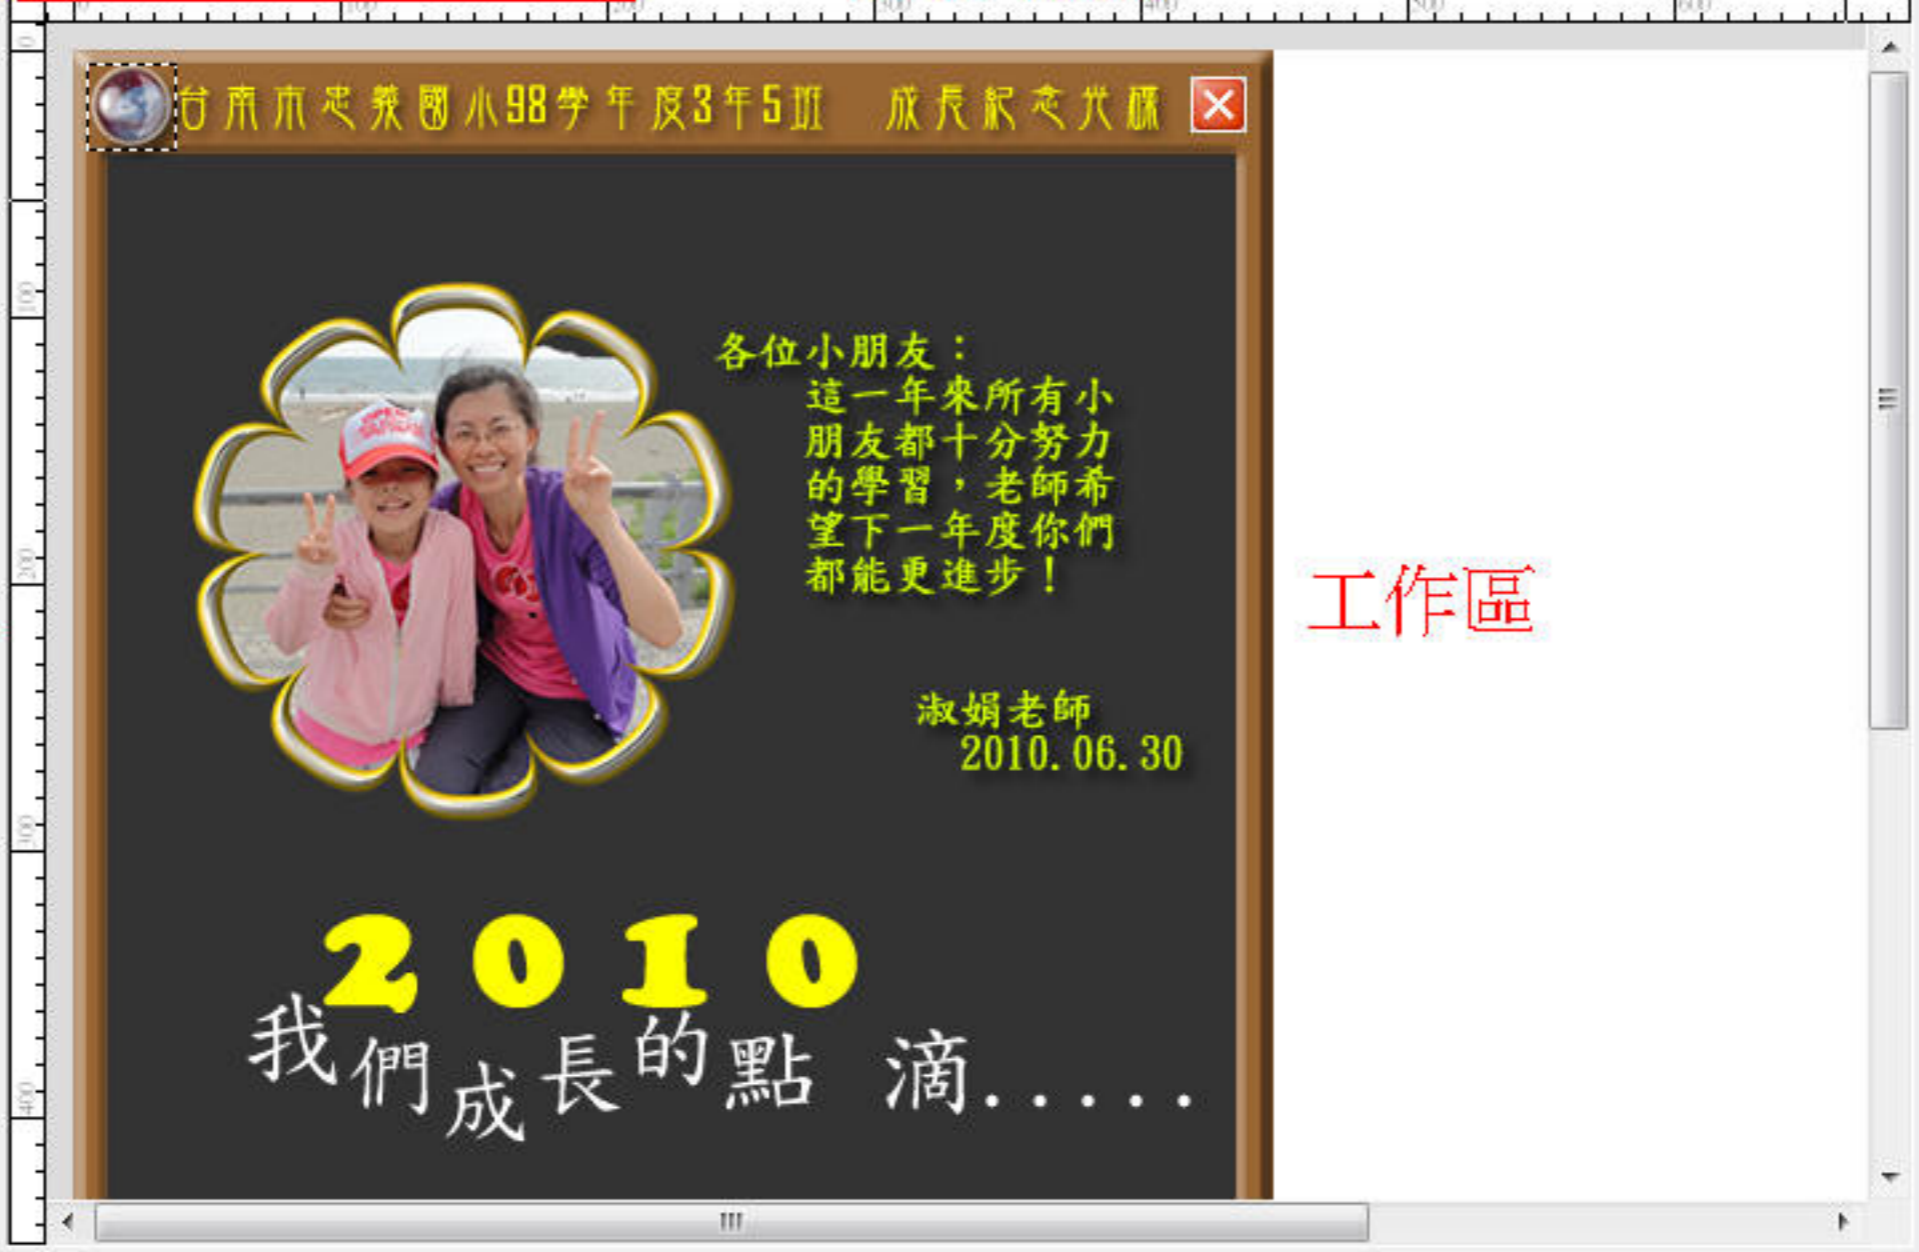 台南市忠義國小98學年度3年5班 成長紀念光碟
各位小朋友：
這一年來所有小
朋友都十分努力
的學習，老師希
望下一年度你們
都能更進步！
工作區
淑娟老師
2010.06.30
2010
我們成長的點 滴.....